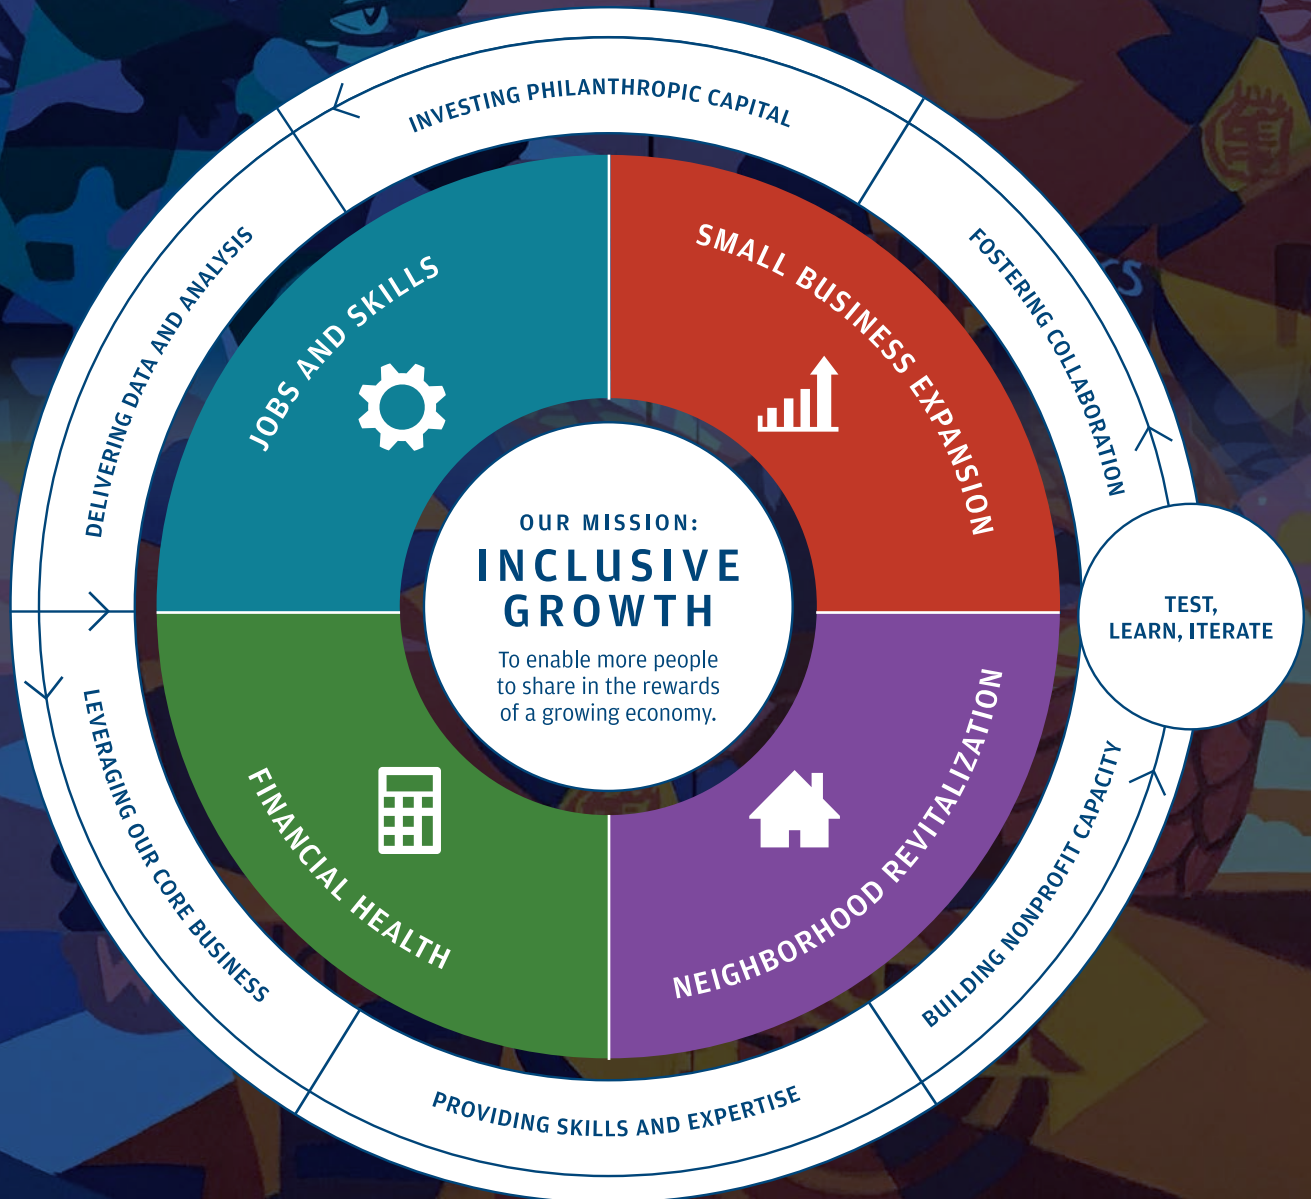 INVESTING PHILANTHROPIC CAPITAL
FOSTERING COLLABORATION
DELIVERING DATA AND ANALYSIS
JOBS AND SKILLS
SMALL BUSINESS EXPANSION
OUR MISSION:
INCLUSIVE
GROWTH
To enable more people
to share in the rewards
of a growing economy.
TEST,
LEARN, ITERATE
FINANCIAL HEALTH
NEIGHBORHOOD REVITALIZATION
LEVERAGING OUR CORE BUSINESS
PROVIDING SKILLS AND EXPERTISE
BUILDING NONPROFIT CAPACITY